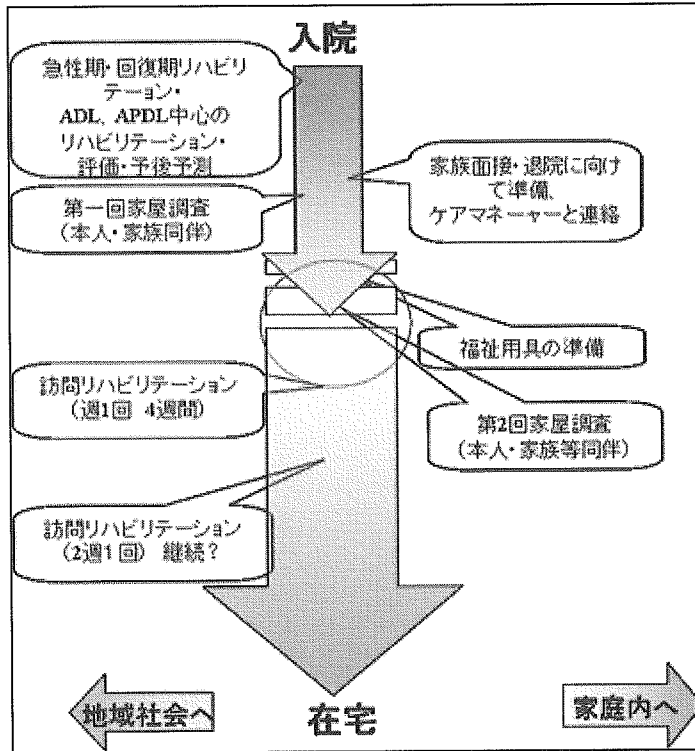 入院
急性期・回復期リハビリ
テーション・
ADL、APDL中心の
リハビリテーション・
評価・予後予測
家族面接・退院に向け
て準備、
ケアマネーャーと連絡
第一回家屋調査
(本人・家族同伴)
福祉用具の準備
訪問リハビリテーション
(週1回 4週間)
第2回家屋調査
(本人・家族等同伴)
訪問リハビリテーション
(2週1回) 継続?
地域社会へ
在宅
家庭内へ